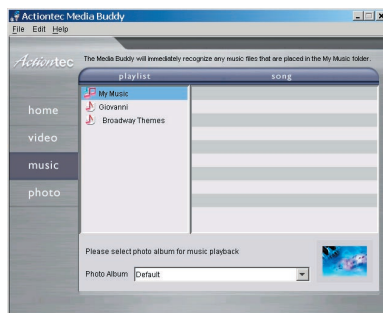 Actiontec Media Buddy
File Edit Help
Actiontec
The Media Buddy will immediately recognize any music files that are placed in the My Music folder.
playlist song
My Music
Giovanni
Broadway Themes
home
video
music
photo
Please select photo album for music playback
Photo Album Default